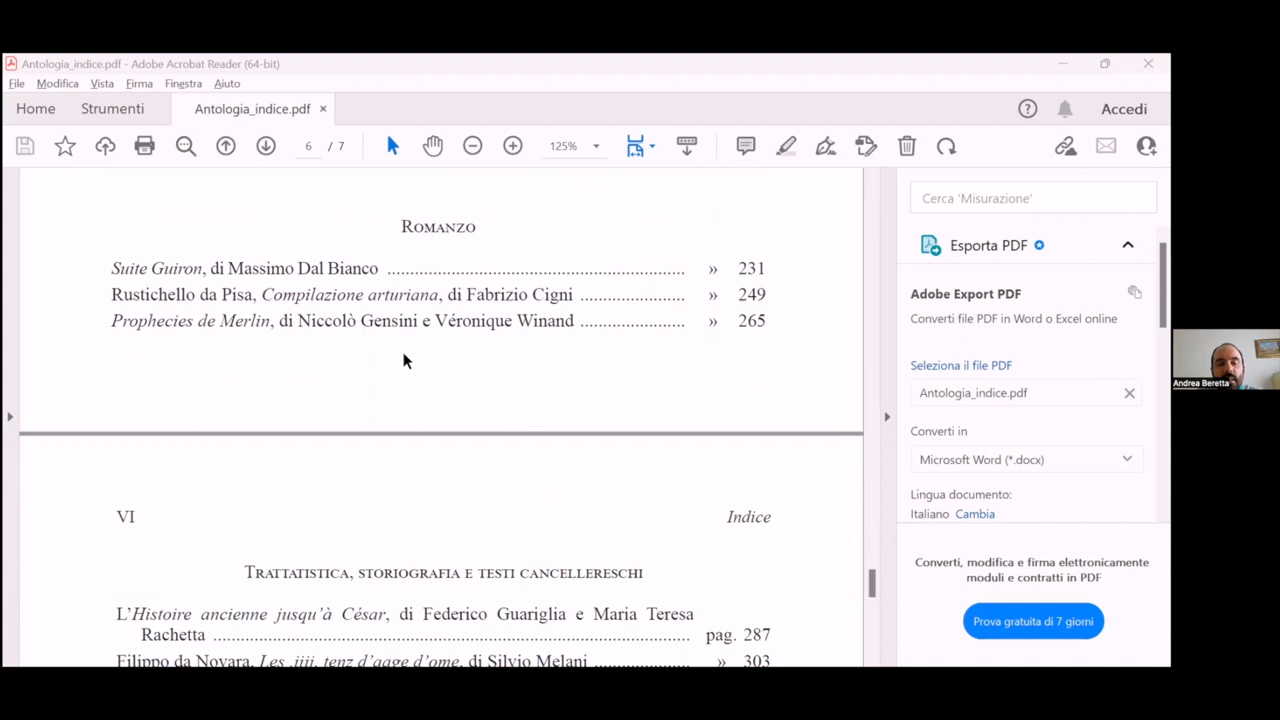 Antologia_indice.pdf - Adobe Acrobat Reader (64-bit)
File Modifica Vista Firma Finestra Aiuto
Home Strumenti Antologia_indice.pdf × Accedi
6 / 7 125%
ROMANZO
Suite Guiron, di Massimo Dal Bianco .......... » 231
Rustichello da Pisa, Compilazione arturiana, di Fabrizio Cigni .......... » 249
Prophecies de Merlin, di Niccolò Gensini e Véronique Winand .......... » 265
VI Indice
TRATTATISTICA, STORIOGRAFIA E TESTI CANCELLERESCHI
L'Histoire ancienne jusqu'à César, di Federico Guariglia e Maria Teresa
Rachetta .......... pag. 287
Filippo da Novara, Les .iiii. tenz d'aage d'ome, di Silvio Melani .......... » 303
Cerca 'Misurazione'
Esporta PDF
Adobe Export PDF
Converti file PDF in Word o Excel online
Seleziona il file PDF
Antologia_indice.pdf
Converti in
Microsoft Word (*.docx)
Lingua documento:
Italiano Cambia
Converti, modifica e firma elettronicamente
moduli e contratti in PDF
Prova gratuita di 7 giorni
Andrea Beretta